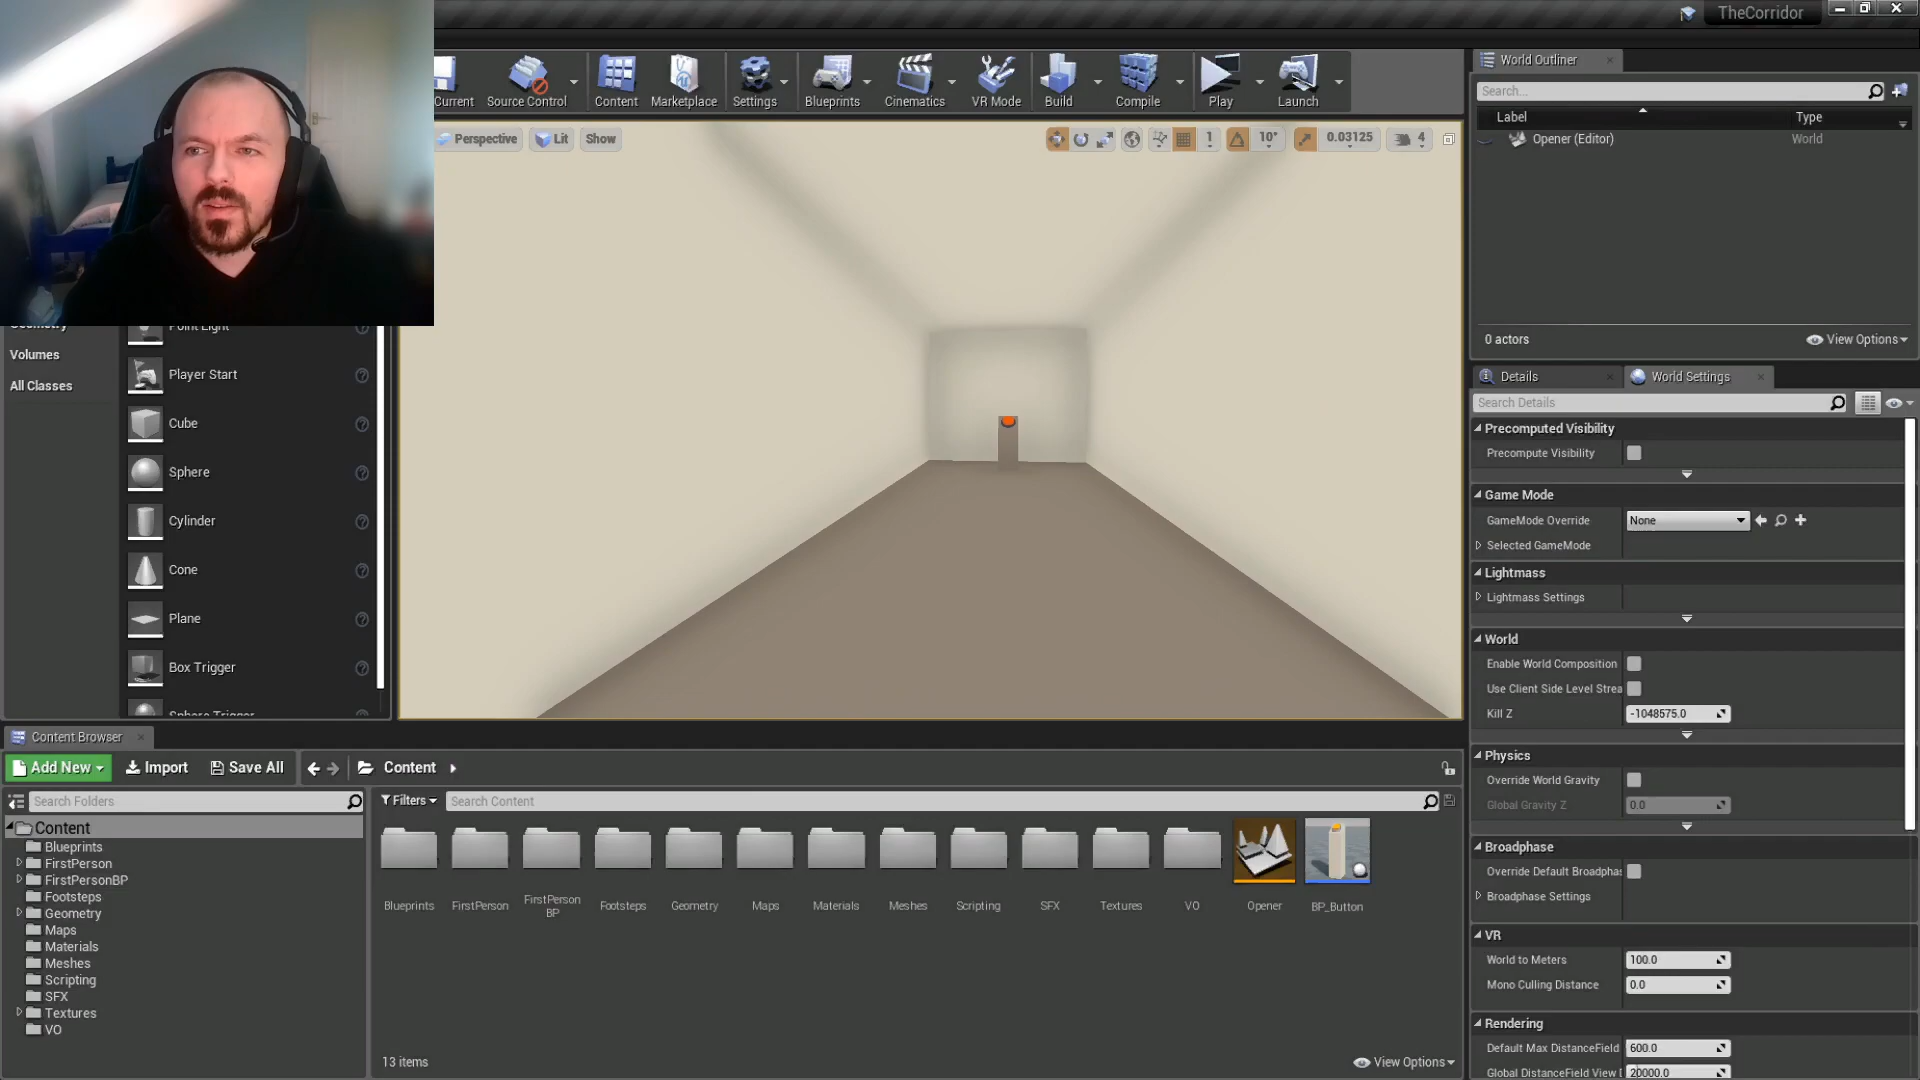 TheCorridor
Current
Source Control
Content
Marketplace
Settings
Blueprints
Cinematics
VR Mode
Build
Compile
Play
Launch
Perspective
Lit
Show
1
10°
0.03125
4
World Outliner
Search...
Label
Type
Opener (Editor)
World
0 actors
View Options
Details
World Settings
Search Details
Precomputed Visibility
Precompute Visibility
Game Mode
GameMode Override
None
Selected GameMode
Lightmass
Lightmass Settings
World
Enable World Composition
Use Client Side Level Strea
Kill Z
-1048575.0
Physics
Override World Gravity
Global Gravity Z
0.0
Broadphase
Override Default Broadphas
Broadphase Settings
VR
World to Meters
100.0
Mono Culling Distance
0.0
Rendering
Default Max DistanceField
600.0
Global DistanceField View D
20000.0
Geometry
Volumes
All Classes
Point Light
Player Start
Cube
Sphere
Cylinder
Cone
Plane
Box Trigger
Sphere Trigger
Content Browser
Add New
Import
Save All
Content
Search Folders
Filters
Search Content
Content
Blueprints
FirstPerson
FirstPersonBP
Footsteps
Geometry
Maps
Materials
Meshes
Scripting
SFX
Textures
VO
Blueprints
FirstPerson
FirstPerson
BP
Footsteps
Geometry
Maps
Materials
Meshes
Scripting
SFX
Textures
VO
Opener
BP_Button
13 items
View Options